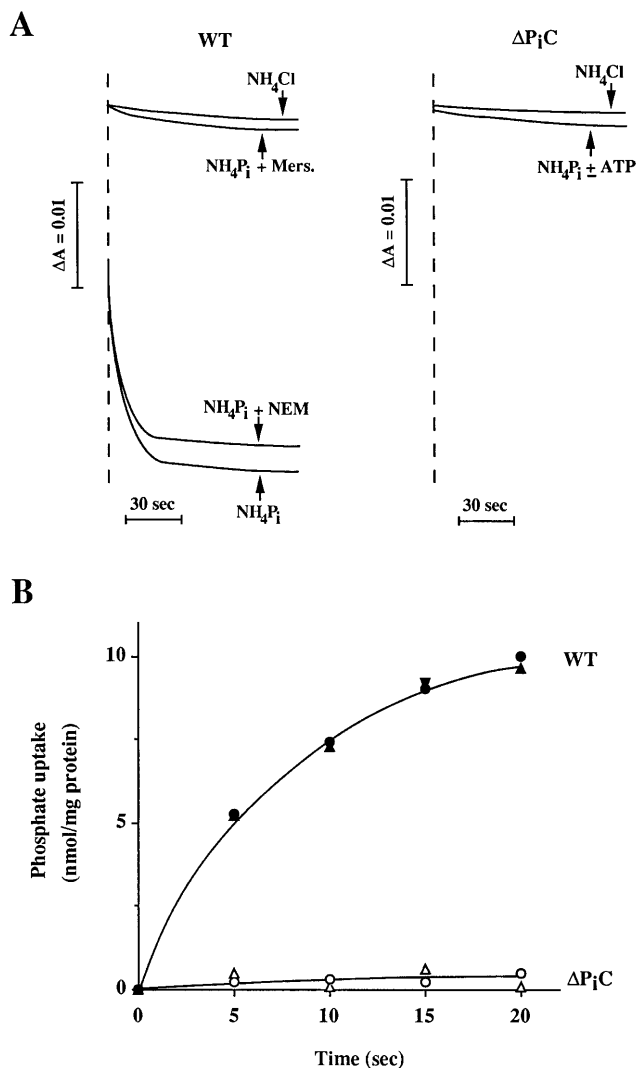 A
WT
ΔPiC
NH4Cl
NH4Pi + Mers.
ΔA = 0.01
NH4Pi + NEM
NH4Pi
30 sec
NH4Cl
NH4Pi ± ATP
ΔA = 0.01
30 sec
B
Phosphate uptake
(nmol/mg protein)
10
5
0
WT
ΔPiC
0
5
10
15
20
Time (sec)